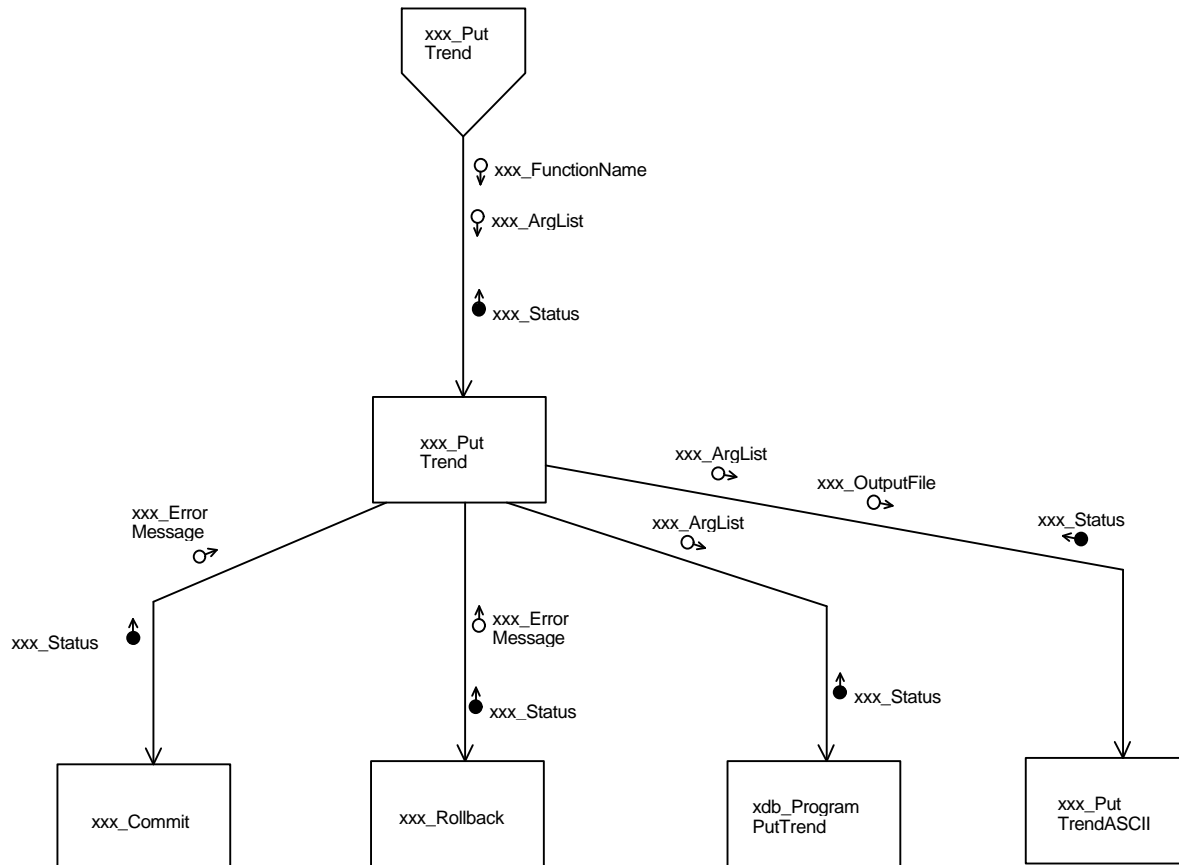 xxx_Put
Trend
xxx_FunctionName
xxx_ArgList
xxx_Status
xxx_Put
Trend
xxx_ArgList
xxx_OutputFile
xxx_Status
xxx_Error
Message
xxx_ArgList
xxx_Status
xxx_Error
Message
xxx_Status
xxx_Status
xxx_Commit
xxx_Rollback
xdb_Program
PutTrend
xxx_Put
TrendASCII